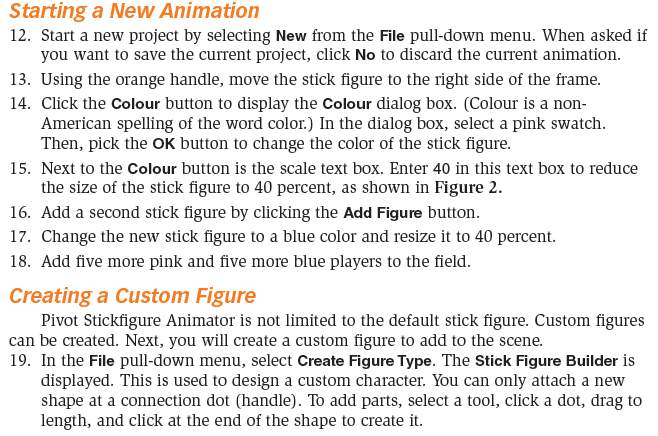 Starting a New Animation
12. Start a new project by selecting New from the File pull-down menu. When asked if
you want to save the current project, click No to discard the current animation.
13. Using the orange handle, move the stick figure to the right side of the frame.
14. Click the Colour button to display the Colour dialog box. (Colour is a non-
American spelling of the word color.) In the dialog box, select a pink swatch.
Then, pick the OK button to change the color of the stick figure.
15. Next to the Colour button is the scale text box. Enter 40 in this text box to reduce
the size of the stick figure to 40 percent, as shown in Figure 2.
16. Add a second stick figure by clicking the Add Figure button.
17. Change the new stick figure to a blue color and resize it to 40 percent.
18. Add five more pink and five more blue players to the field.
Creating a Custom Figure
Pivot Stickfigure Animator is not limited to the default stick figure. Custom figures
can be created. Next, you will create a custom figure to add to the scene.
19. In the File pull-down menu, select Create Figure Type. The Stick Figure Builder is
displayed. This is used to design a custom character. You can only attach a new
shape at a connection dot (handle). To add parts, select a tool, click a dot, drag to
length, and click at the end of the shape to create it.